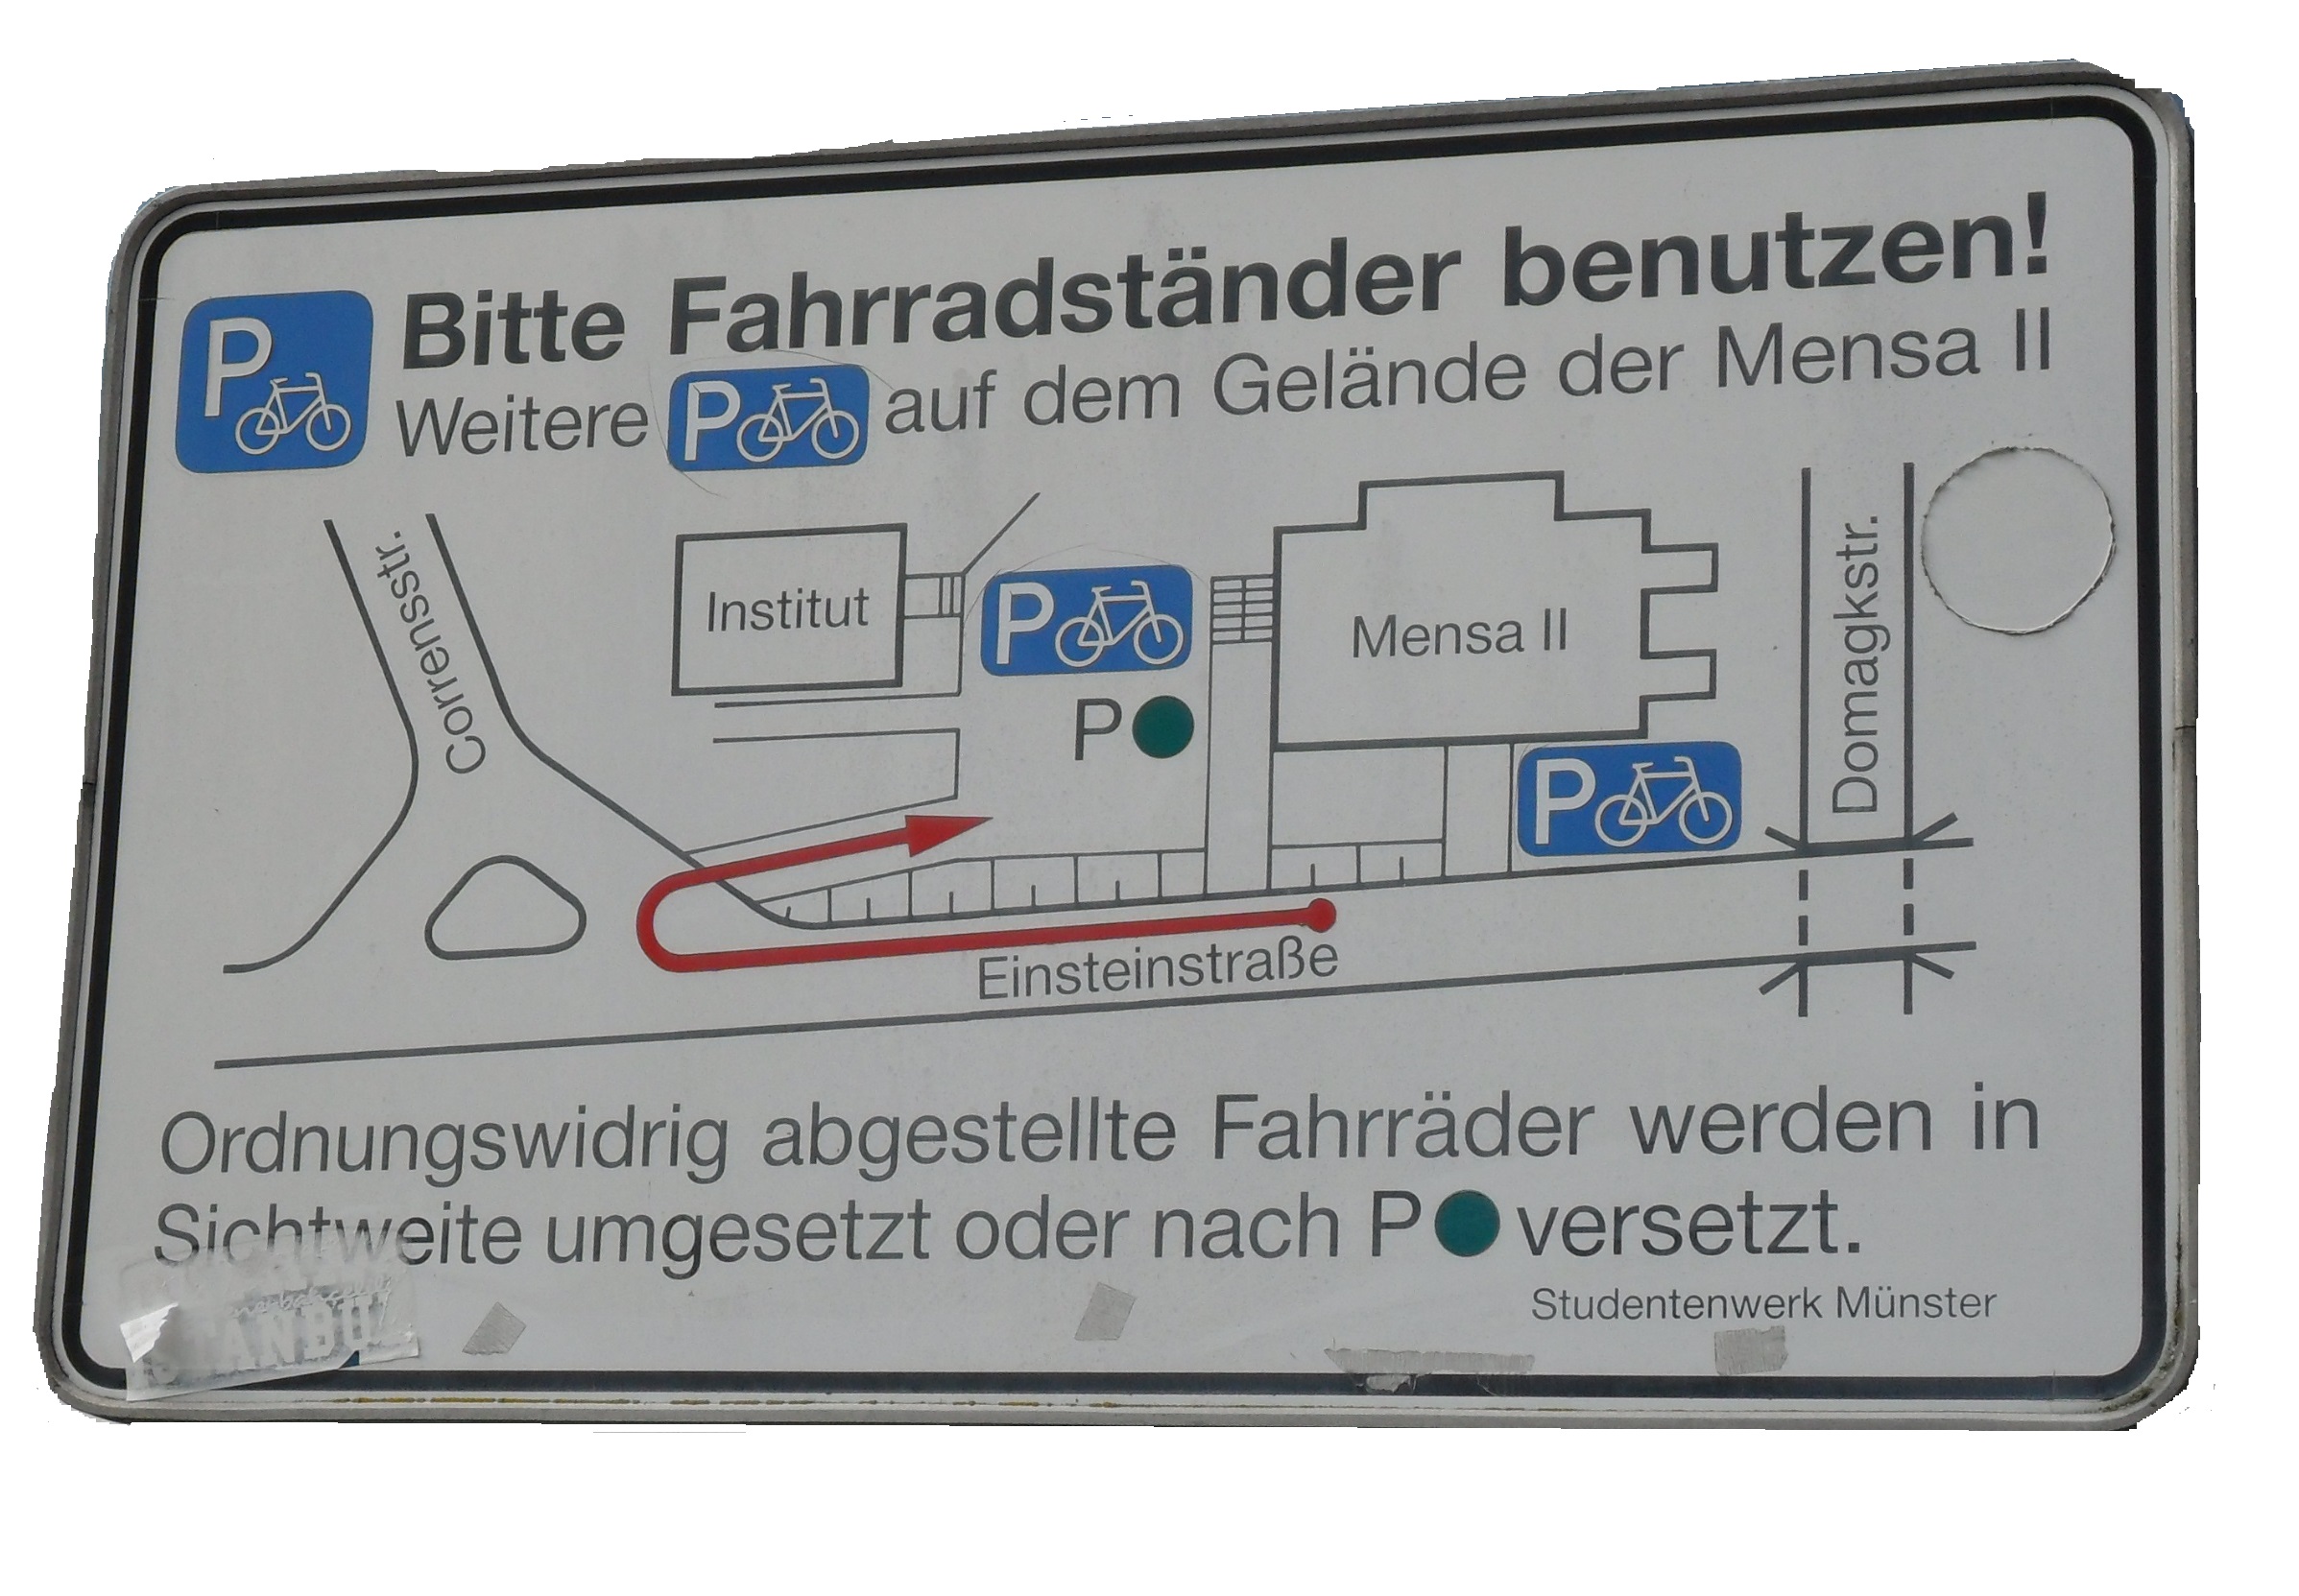 P Bitte Fahrradständer benutzen!
Weitere P auf dem Gelände der Mensa II
Corrensstr.
Institut
P
P
Mensa II
P
Domagkstr.
Einsteinstraße
Ordnungswidrig abgestellte Fahrräder werden in
Sichtweite umgesetzt oder nach P versetzt.
Studentenwerk Münster